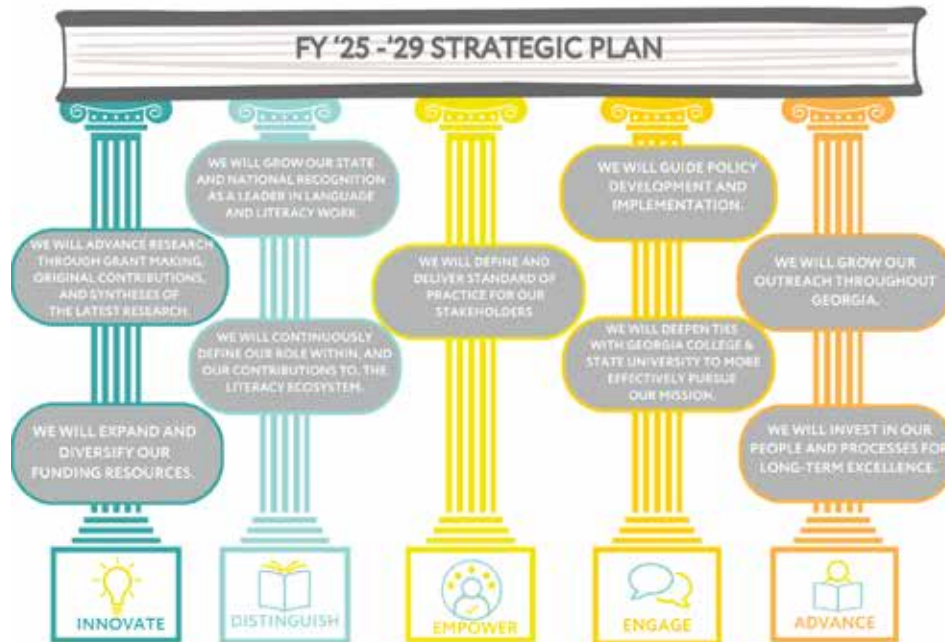 FY '25 -'29 STRATEGIC PLAN
WE WILL ADVANCE RESEARCH
THROUGH GRANT MAKING,
ORIGINAL CONTRIBUTIONS,
AND SYNTHESES OF
THE LATEST RESEARCH.
WE WILL EXPAND AND
DIVERSIFY OUR
FUNDING RESOURCES.
INNOVATE
WE WILL GROW OUR STATE
AND NATIONAL RECOGNITION
AS A LEADER IN LANGUAGE
AND LITERACY WORK.
WE WILL CONTINUOUSLY
DEFINE OUR ROLE WITHIN, AND
OUR CONTRIBUTIONS TO, THE
LITERACY ECOSYSTEM.
DISTINGUISH
WE WILL DEFINE AND
DELIVER STANDARD OF
PRACTICE FOR OUR
STAKEHOLDERS
EMPOWER
WE WILL GUIDE POLICY
DEVELOPMENT AND
IMPLEMENTATION.
WE WILL DEEPEN TIES
WITH GEORGIA COLLEGE &
STATE UNIVERSITY TO MORE
EFFECTIVELY PURSUE
OUR MISSION.
ENGAGE
WE WILL GROW OUR
OUTREACH THROUGHOUT
GEORGIA.
WE WILL INVEST IN OUR
PEOPLE AND PROCESSES FOR
LONG-TERM EXCELLENCE.
ADVANCE